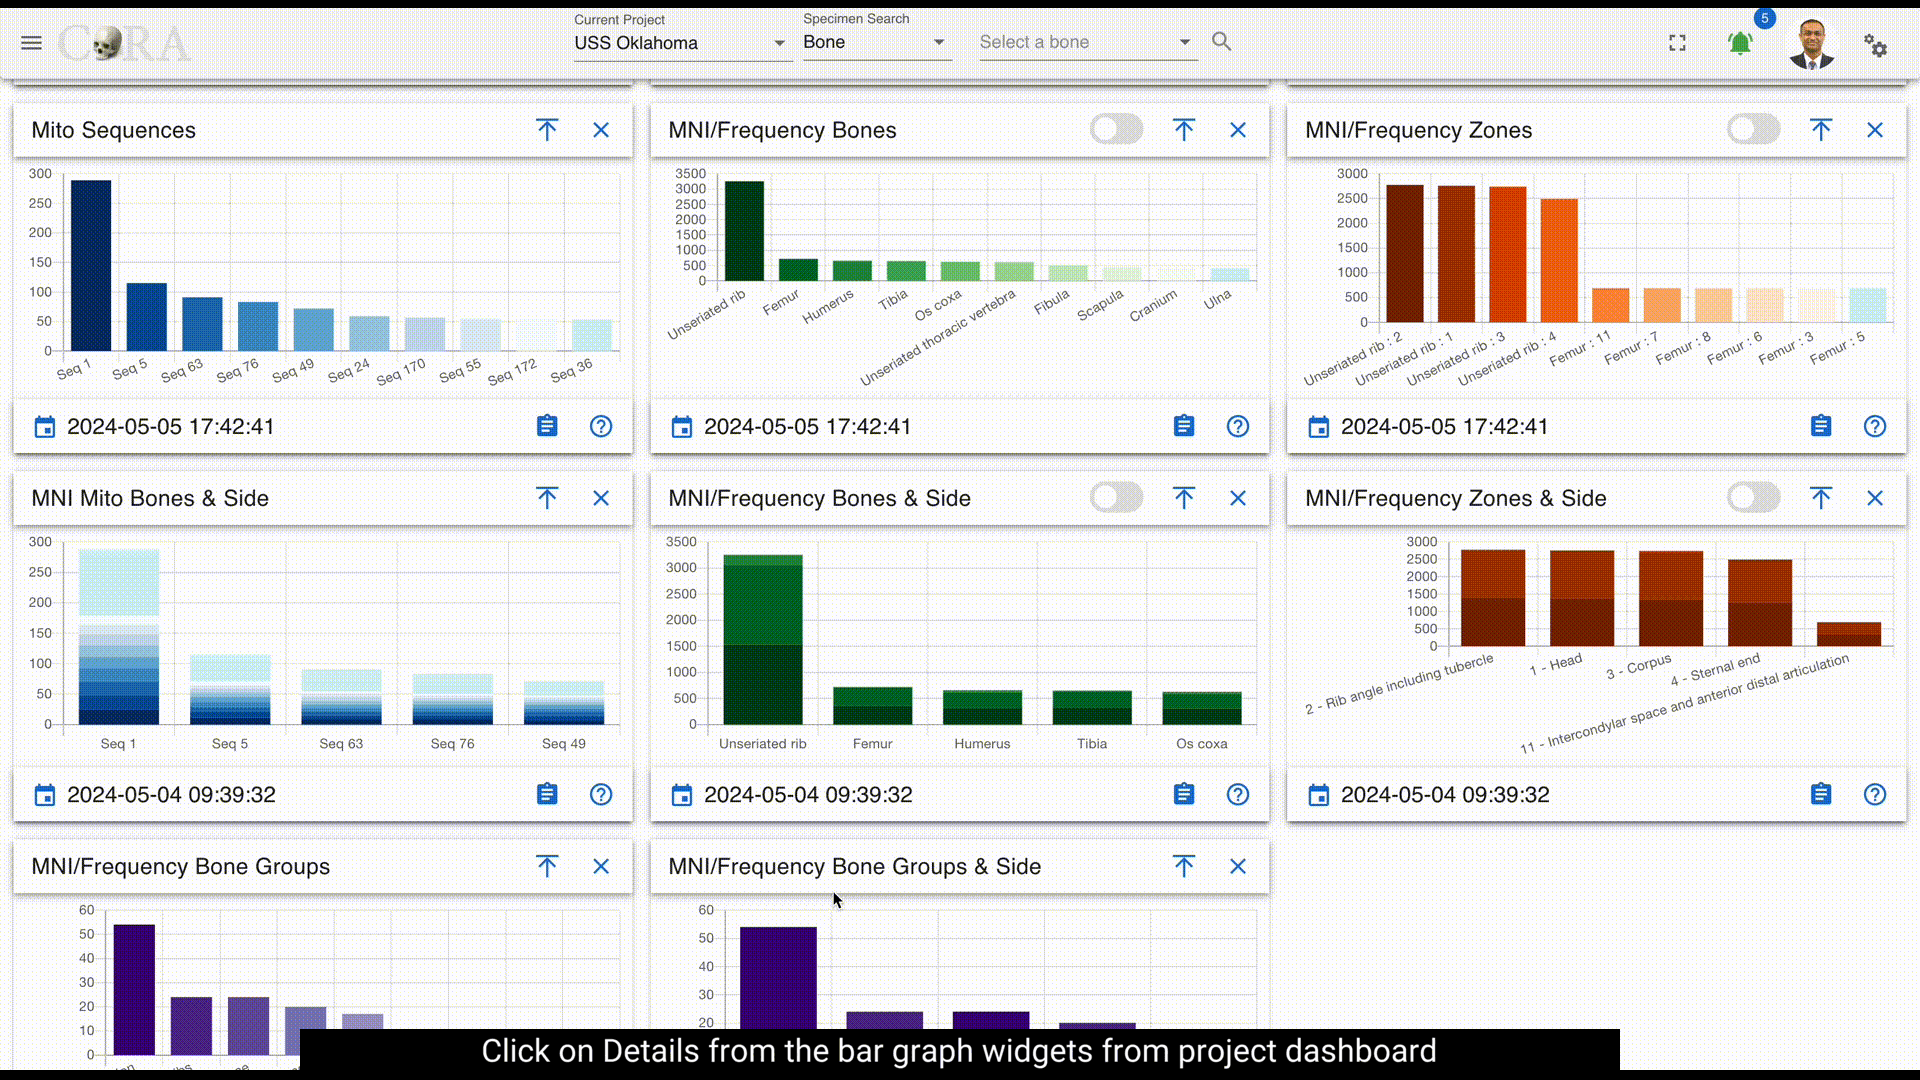 CORA
Current Project
USS Oklahoma
Specimen Search
Bone
Select a bone
5
Mito Sequences
300
250
200
150
100
50
0
Seq 1
Seq 5
Seq 63
Seq 76
Seq 49
Seq 24
Seq 170
Seq 55
Seq 172
Seq 36
2024-05-05 17:42:41
MNI/Frequency Bones
3500
3000
2500
2000
1500
1000
500
0
Unseriated rib
Femur
Humerus
Tibia
Os coxa
Unseriated thoracic vertebra
Fibula
Scapula
Cranium
Ulna
2024-05-05 17:42:41
MNI/Frequency Zones
3000
2500
2000
1500
1000
500
0
Unseriated rib : 2
Unseriated rib : 1
Unseriated rib : 3
Unseriated rib : 4
Femur : 11
Femur : 7
Femur : 8
Femur : 6
Femur : 3
Femur : 5
2024-05-05 17:42:41
MNI Mito Bones & Side
300
250
200
150
100
50
0
Seq 1
Seq 5
Seq 63
Seq 76
Seq 49
2024-05-04 09:39:32
MNI/Frequency Bones & Side
3500
3000
2500
2000
1500
1000
500
0
Unseriated rib
Femur
Humerus
Tibia
Os coxa
2024-05-04 09:39:32
MNI/Frequency Zones & Side
3000
2500
2000
1500
1000
500
0
2 - Rib angle including tubercle
1 - Head
3 - Corpus
4 - Sternal end
11 - Intercondylar space and anterior distal articulation
2024-05-04 09:39:32
MNI/Frequency Bone Groups
60
50
40
30
20
10
0
MNI/Frequency Bone Groups & Side
60
50
40
30
20
Click on Details from the bar graph widgets from project dashboard